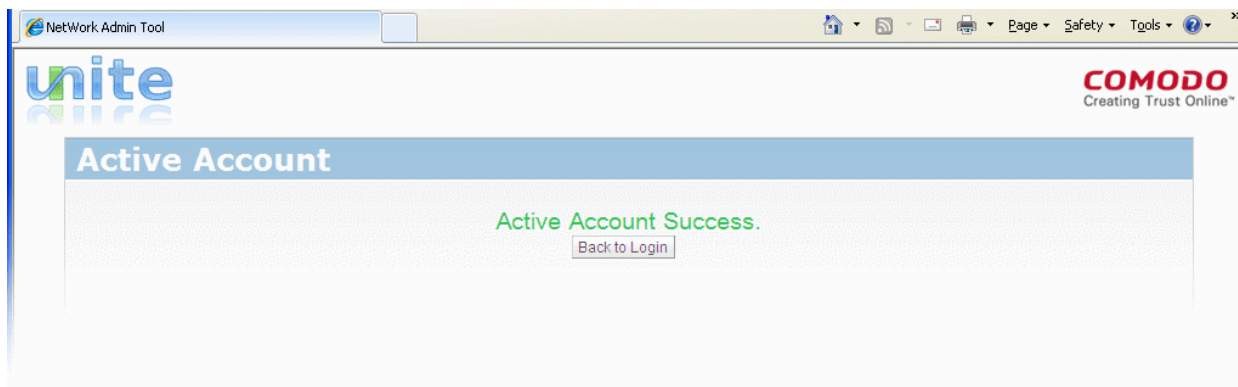 NetWork Admin Tool
Page Safety Tools
unite
COMODO
Creating Trust Online™
Active Account
Active Account Success.
Back to Login